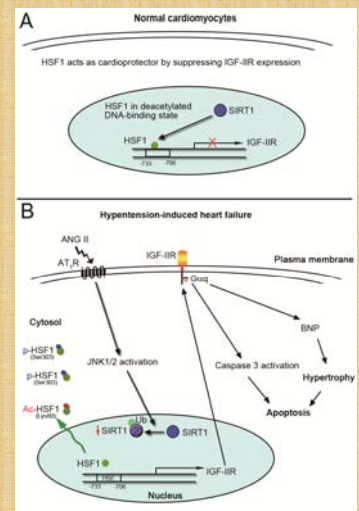 A
Normal cardiomyocytes
HSF1 acts as cardioprotector by suppressing IGF-IIR expression
HSF1 in deacetylated
DNA-binding state
SIRT1
HSF1
X
IGF-IIR
-733
-706
B
Hypentension-induced heart failure
ANG II
AT₁R
IGF-IIR
Plasma membrane
Gαq
Cytosol
BNP
p-HSF1
(Ser303)
JNK1/2 activation
Caspase 3 activation
Hypertrophy
p-HSF1
(Ser303)
Apoptosis
Ac-HSF1
Ub
SIRT1
SIRT1
HSF1
IGF-IIR
HSE
-733
-706
Nucleus